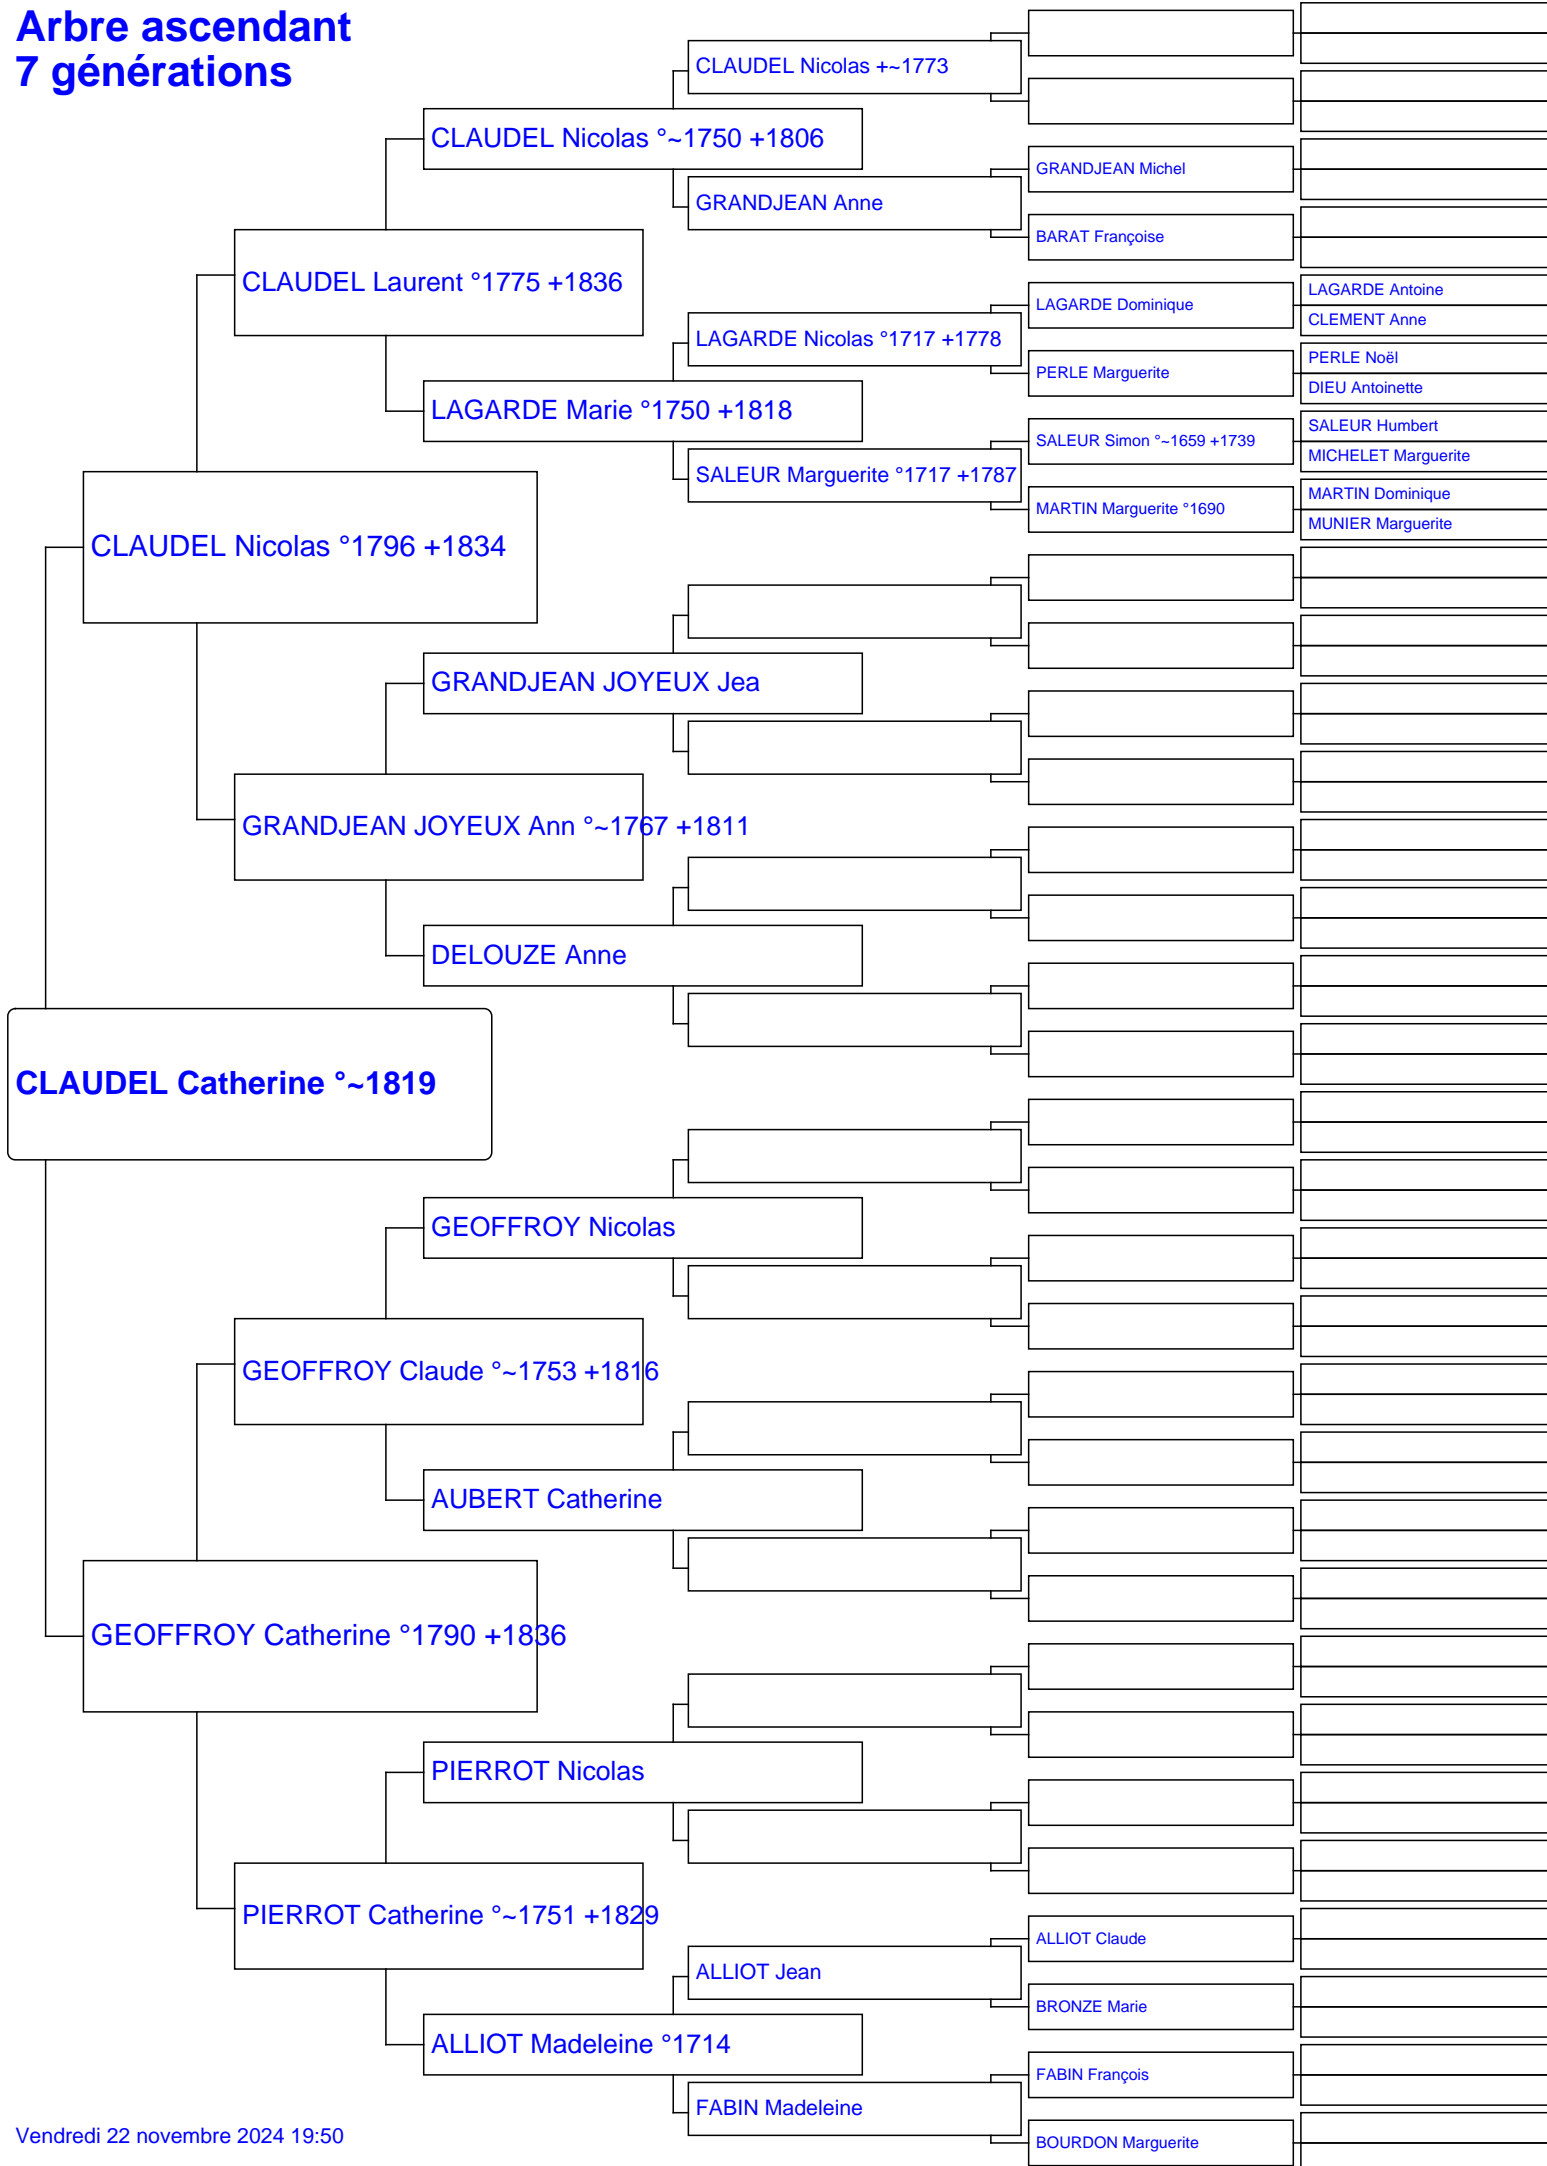 Arbre ascendant
7 générations
CLAUDEL Nicolas +~1773
CLAUDEL Nicolas °~1750 +1806
GRANDJEAN Michel
GRANDJEAN Anne
BARAT Françoise
CLAUDEL Laurent °1775 +1836
LAGARDE Antoine
LAGARDE Dominique
CLEMENT Anne
LAGARDE Nicolas °1717 +1778
PERLE Noël
PERLE Marguerite
DIEU Antoinette
LAGARDE Marie °1750 +1818
SALEUR Humbert
SALEUR Simon °~1659 +1739
MICHELET Marguerite
SALEUR Marguerite °1717 +1787
MARTIN Dominique
MARTIN Marguerite °1690
MUNIER Marguerite
CLAUDEL Nicolas °1796 +1834
GRANDJEAN JOYEUX Jea
GRANDJEAN JOYEUX Ann °~1767 +1811
DELOUZE Anne
CLAUDEL Catherine °~1819
GEOFFROY Nicolas
GEOFFROY Claude °~1753 +1816
AUBERT Catherine
GEOFFROY Catherine °1790 +1836
PIERROT Nicolas
PIERROT Catherine °~1751 +1829
ALLIOT Claude
ALLIOT Jean
BRONZE Marie
ALLIOT Madeleine °1714
FABIN François
FABIN Madeleine
BOURDON Marguerite
Vendredi 22 novembre 2024 19:50